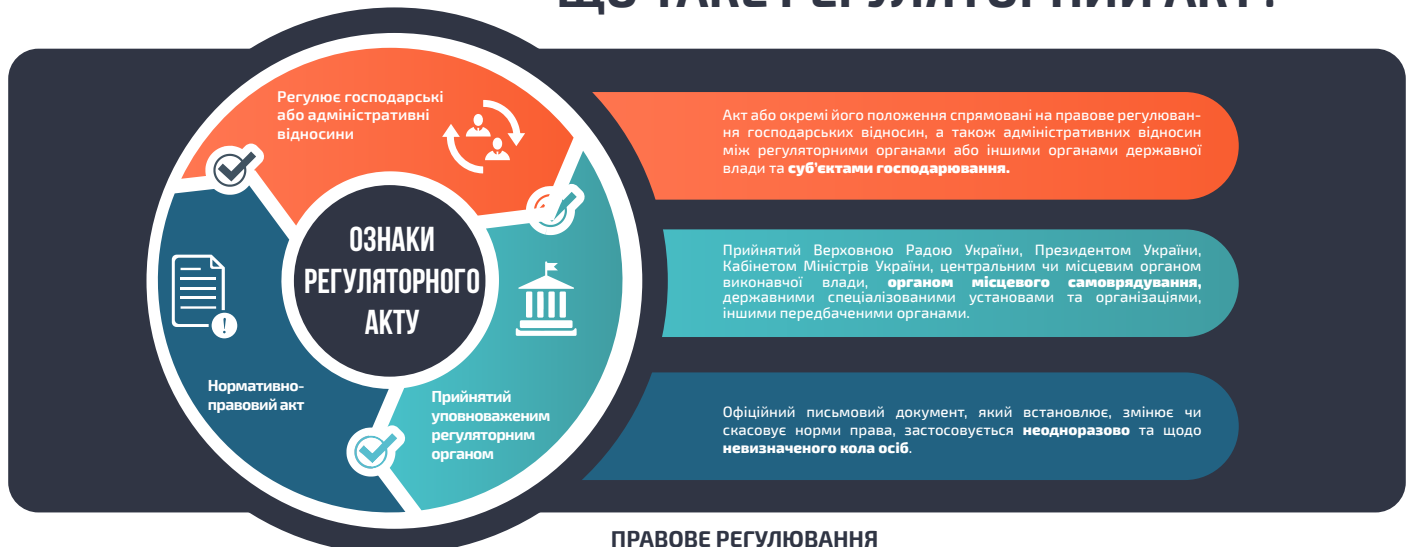 ЩО ТАКЕ РЕГУЛЯТОРНИЙ АКТ?
Регулює господарські
або адміністративні
відносини
Акт або окремі його положення спрямовані на правове регулюван-
ня господарських відносин, а також адміністративних відносин
між регуляторними органами або іншими органами державної
влади та суб'єктами господарювання.
ОЗНАКИ
РЕГУЛЯТОРНОГО
АКТУ
Прийнятий Верховною Радою України, Президентом України,
Кабінетом Міністрів України, центральним чи місцевим органом
виконавчої влади, органом місцевого самоврядування,
державними спеціалізованими установами та організаціями,
іншими передбаченими органами.
Нормативно-
правовий акт
Прийнятий
уповноваженим
регуляторним
органом
Офіційний письмовий документ, який встановлює, змінює чи
скасовує норми права, застосовується неодноразово та щодо
невизначеного кола осіб.
ПРАВОВЕ РЕГУЛЮВАННЯ